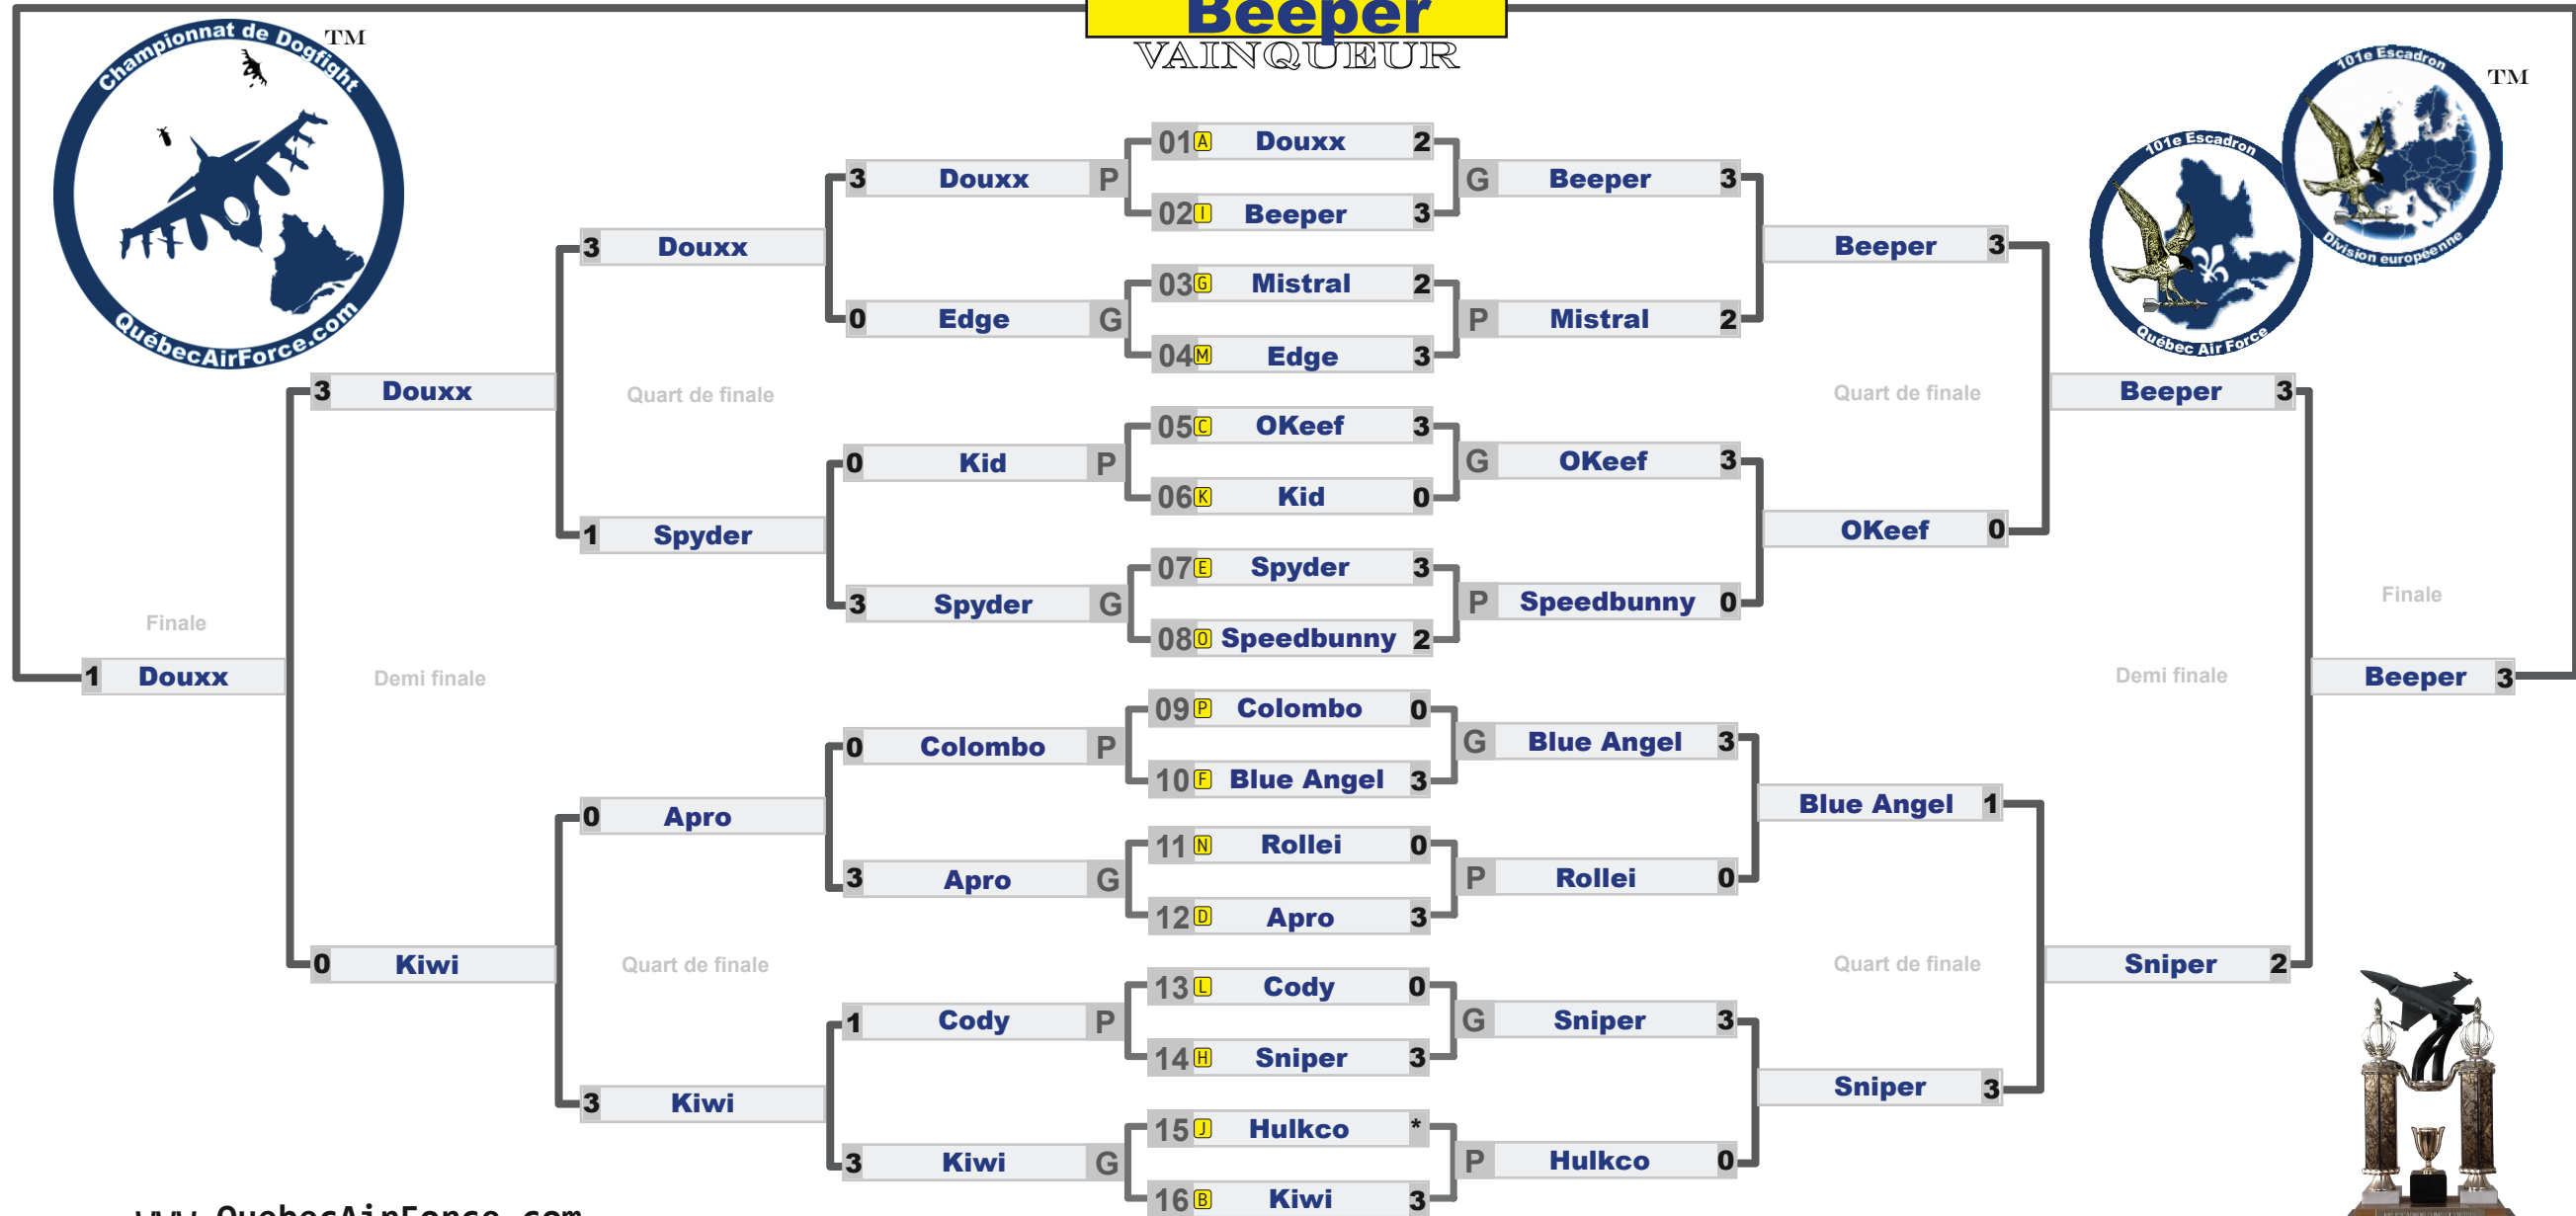 Beeper
VAINQUEUR
Championnat de Dogfight
TM
QuébecAirForce.com
101e Escadron
Québec Air Force
101e Escadron
Division européenne
TM
01 A Douxx 2
02 I Beeper 3
03 G Mistral 2
04 M Edge 3
05 C OKeef 3
06 K Kid 0
07 E Spyder 3
08 O Speedbunny 2
09 P Colombo 0
10 F Blue Angel 3
11 N Rollei 0
12 D Apro 3
13 L Cody 0
14 H Sniper 3
15 J Hulkco *
16 B Kiwi 3
3 Douxx P
0 Edge G
0 Kid P
3 Spyder G
0 Colombo P
3 Apro G
1 Cody P
3 Kiwi G
3 Douxx
Quart de finale
1 Spyder
0 Apro
Quart de finale
3 Kiwi
3 Douxx
Demi finale
0 Kiwi
Finale
1 Douxx
G Beeper 3
P Mistral 2
G OKeef 3
P Speedbunny 0
G Blue Angel 3
P Rollei 0
G Sniper 3
P Hulkco 0
Beeper 3
Quart de finale
OKeef 0
Blue Angel 1
Quart de finale
Sniper 3
Beeper 3
Demi finale
Sniper 2
Finale
Beeper 3
www.QuebecAirForce.com